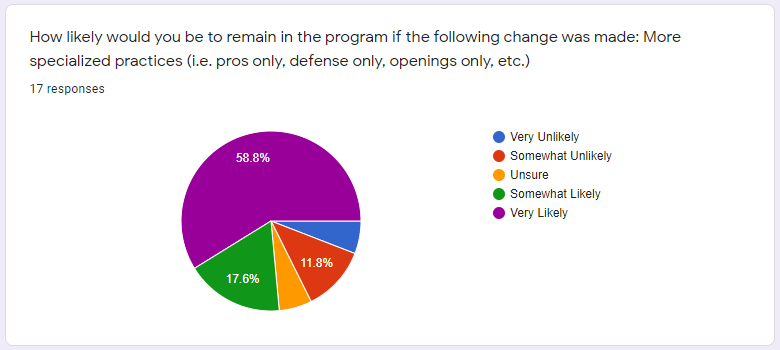 How likely would you be to remain in the program if the following change was made: More
specialized practices (i.e. pros only, defense only, openings only, etc.)
17 responses
58.8%
17.6%
11.8%
Very Unlikely
Somewhat Unlikely
Unsure
Somewhat Likely
Very Likely